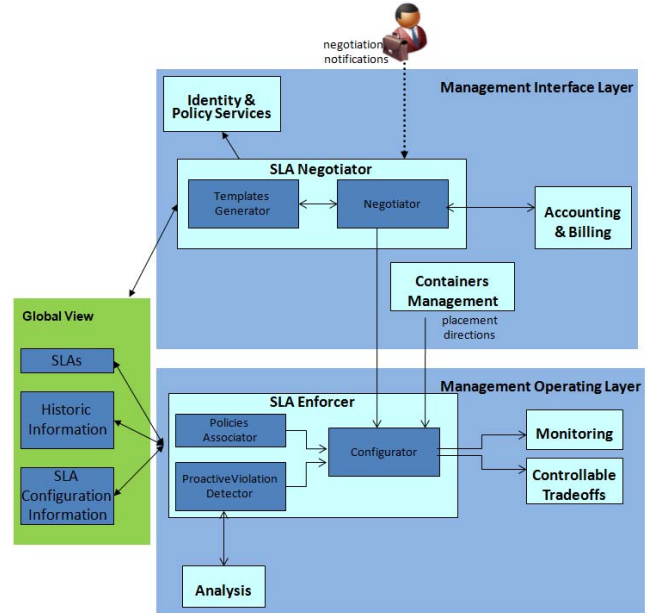 negotiation
notifications
Management Interface Layer
Identity &
Policy Services
SLA Negotiator
Templates
Generator
Negotiator
Accounting
& Billing
Containers
Management
placement
directions
Global View
SLAs
Historic
Information
SLA
Configuration
Information
Management Operating Layer
SLA Enforcer
Policies
Associator
ProactiveViolation
Detector
Configurator
Monitoring
Controllable
Tradeoffs
Analysis